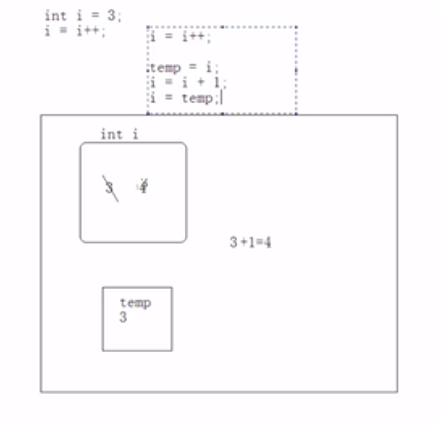 int i = 3;
i = i++;
i = i++;
temp = i;
i = i + 1;
i = temp;
int i
3 4
3+1=4
temp
3